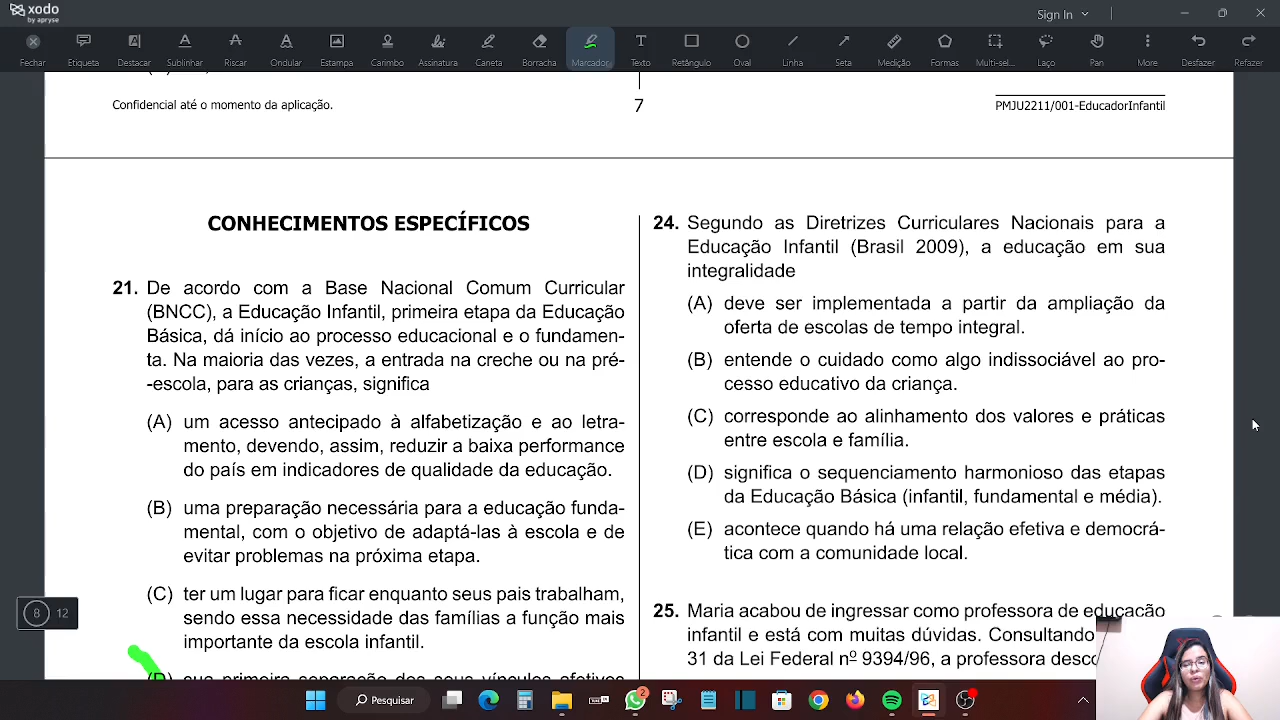 xodo
by apryse
Sign In
Fechar
Etiqueta
Destacar
Sublinhar
Riscar
Ondular
Estampa
Carimbo
Assinatura
Caneta
Borracha
Marcador
Texto
Retângulo
Oval
Linha
Seta
Medição
Formas
Multi-sel...
Laço
Pan
More
Desfazer
Refazer
Confidencial até o momento da aplicação.
7
PMJU2211/001-EducadorInfantil
CONHECIMENTOS ESPECÍFICOS
21. De acordo com a Base Nacional Comum Curricular
(BNCC), a Educação Infantil, primeira etapa da Educação
Básica, dá início ao processo educacional e o fundamen-
ta. Na maioria das vezes, a entrada na creche ou na pré-
-escola, para as crianças, significa
(A) um acesso antecipado à alfabetização e ao letra-
mento, devendo, assim, reduzir a baixa performance
do país em indicadores de qualidade da educação.
(B) uma preparação necessária para a educação funda-
mental, com o objetivo de adaptá-las à escola e de
evitar problemas na próxima etapa.
(C) ter um lugar para ficar enquanto seus pais trabalham,
sendo essa necessidade das famílias a função mais
importante da escola infantil.
(D) sua primeira separação dos seus vínculos afetivos
24. Segundo as Diretrizes Curriculares Nacionais para a
Educação Infantil (Brasil 2009), a educação em sua
integralidade
(A) deve ser implementada a partir da ampliação da
oferta de escolas de tempo integral.
(B) entende o cuidado como algo indissociável ao pro-
cesso educativo da criança.
(C) corresponde ao alinhamento dos valores e práticas
entre escola e família.
(D) significa o sequenciamento harmonioso das etapas
da Educação Básica (infantil, fundamental e média).
(E) acontece quando há uma relação efetiva e democrá-
tica com a comunidade local.
25. Maria acabou de ingressar como professora de educação
infantil e está com muitas dúvidas. Consultando
31 da Lei Federal nº 9394/96, a professora desco
8 12
Pesquisar
2